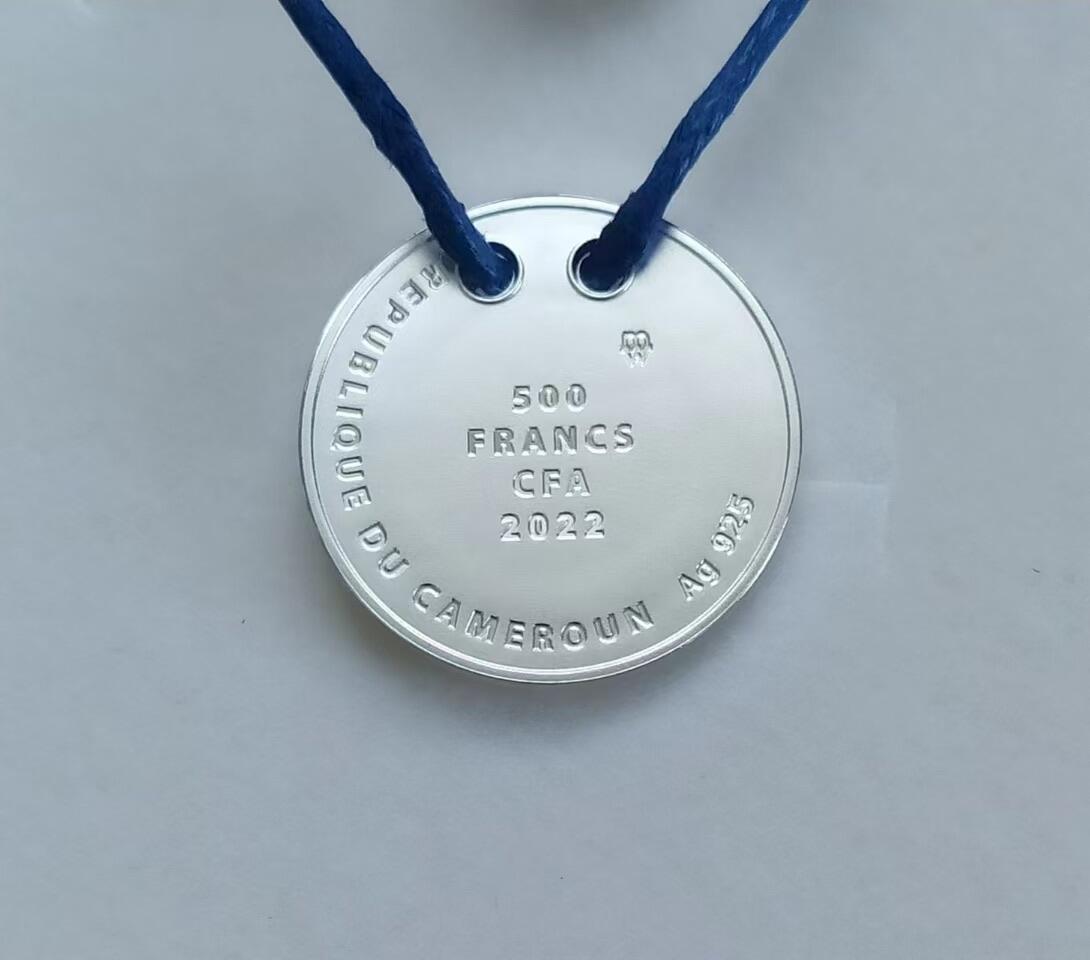 500
FRANCS
CFA
2022
REPUBLIQUE DU CAMEROUN
Ag 925